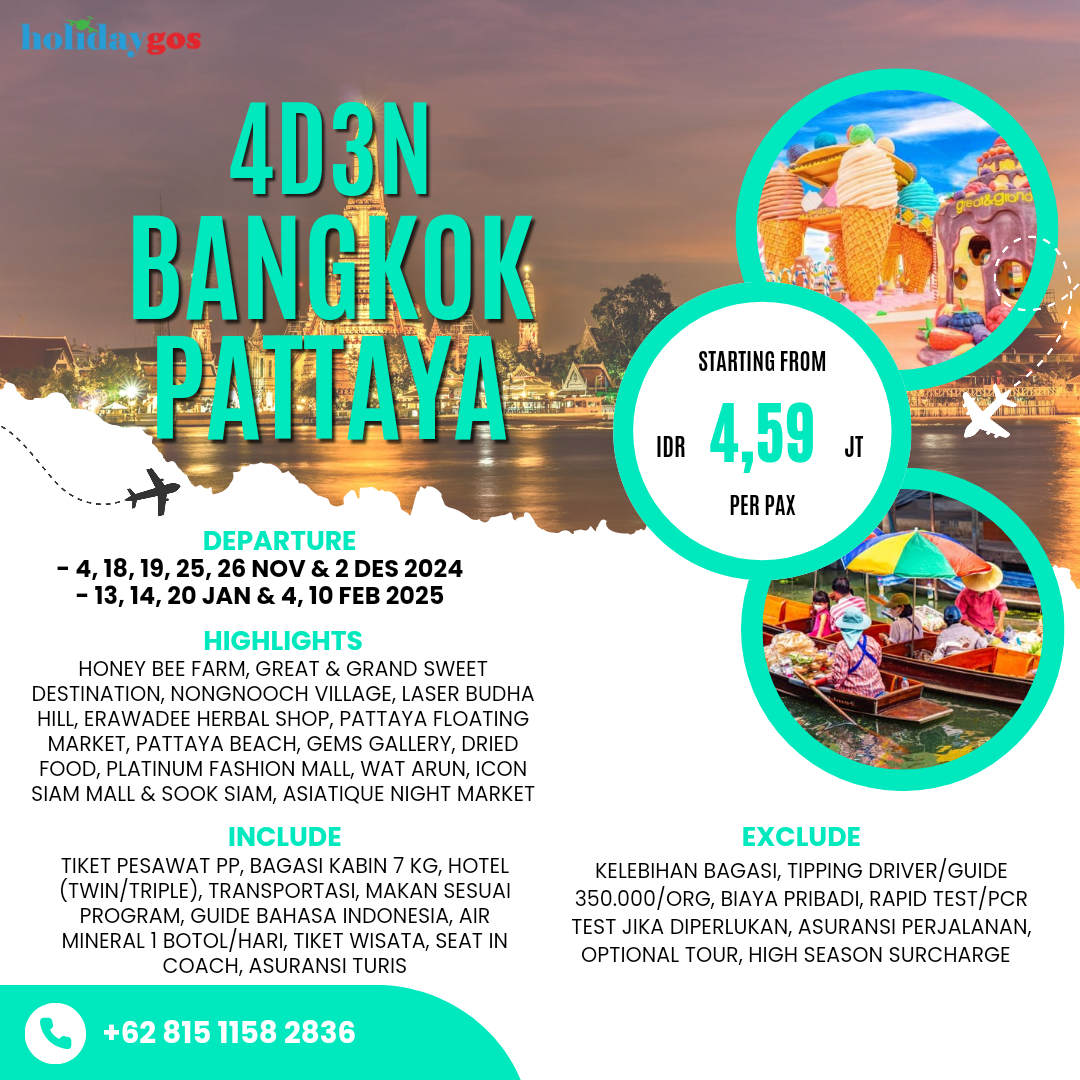 holidaygos
4D3N
BANGKOK
PATTAYA
great&grand
STARTING FROM
IDR 4,59 JT
PER PAX
DEPARTURE
- 4, 18, 19, 25, 26 NOV & 2 DES 2024
- 13, 14, 20 JAN & 4, 10 FEB 2025
HIGHLIGHTS
HONEY BEE FARM, GREAT & GRAND SWEET
DESTINATION, NONGNOOCH VILLAGE, LASER BUDHA
HILL, ERAWADEE HERBAL SHOP, PATTAYA FLOATING
MARKET, PATTAYA BEACH, GEMS GALLERY, DRIED
FOOD, PLATINUM FASHION MALL, WAT ARUN, ICON
SIAM MALL & SOOK SIAM, ASIATIQUE NIGHT MARKET
INCLUDE
TIKET PESAWAT PP, BAGASI KABIN 7 KG, HOTEL
(TWIN/TRIPLE), TRANSPORTASI, MAKAN SESUAI
PROGRAM, GUIDE BAHASA INDONESIA, AIR
MINERAL 1 BOTOL/HARI, TIKET WISATA, SEAT IN
COACH, ASURANSI TURIS
EXCLUDE
KELEBIHAN BAGASI, TIPPING DRIVER/GUIDE
350.000/ORG, BIAYA PRIBADI, RAPID TEST/PCR
TEST JIKA DIPERLUKAN, ASURANSI PERJALANAN,
OPTIONAL TOUR, HIGH SEASON SURCHARGE
+62 815 1158 2836